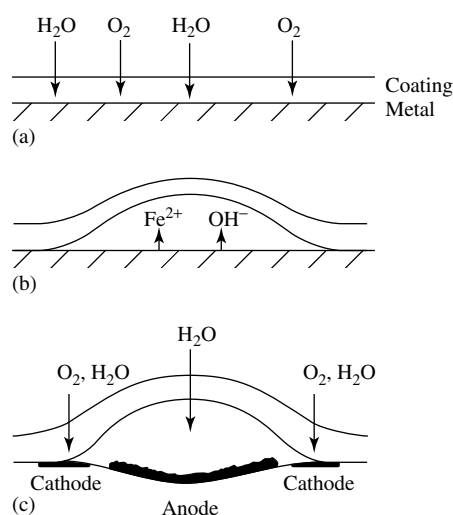 H₂O O₂ H₂O O₂
Coating
Metal
(a)
Fe²⁺ OH⁻
(b)
H₂O
O₂, H₂O O₂, H₂O
Cathode Cathode
Anode
(c)